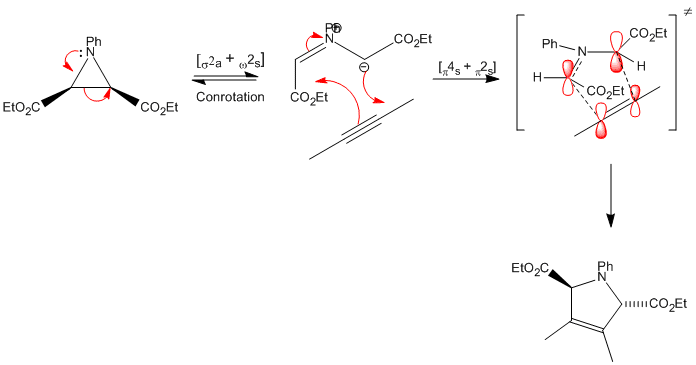 Ph
N
:
EtO₂C
CO₂Et
[σ2a + ω2s]
Conrotation
Ph
⊕
N
CO₂Et
⊖
CO₂Et
[π4s + π2s]
≠
Ph
N
CO₂Et
H
H
CO₂Et
EtO₂C
Ph
N
CO₂Et